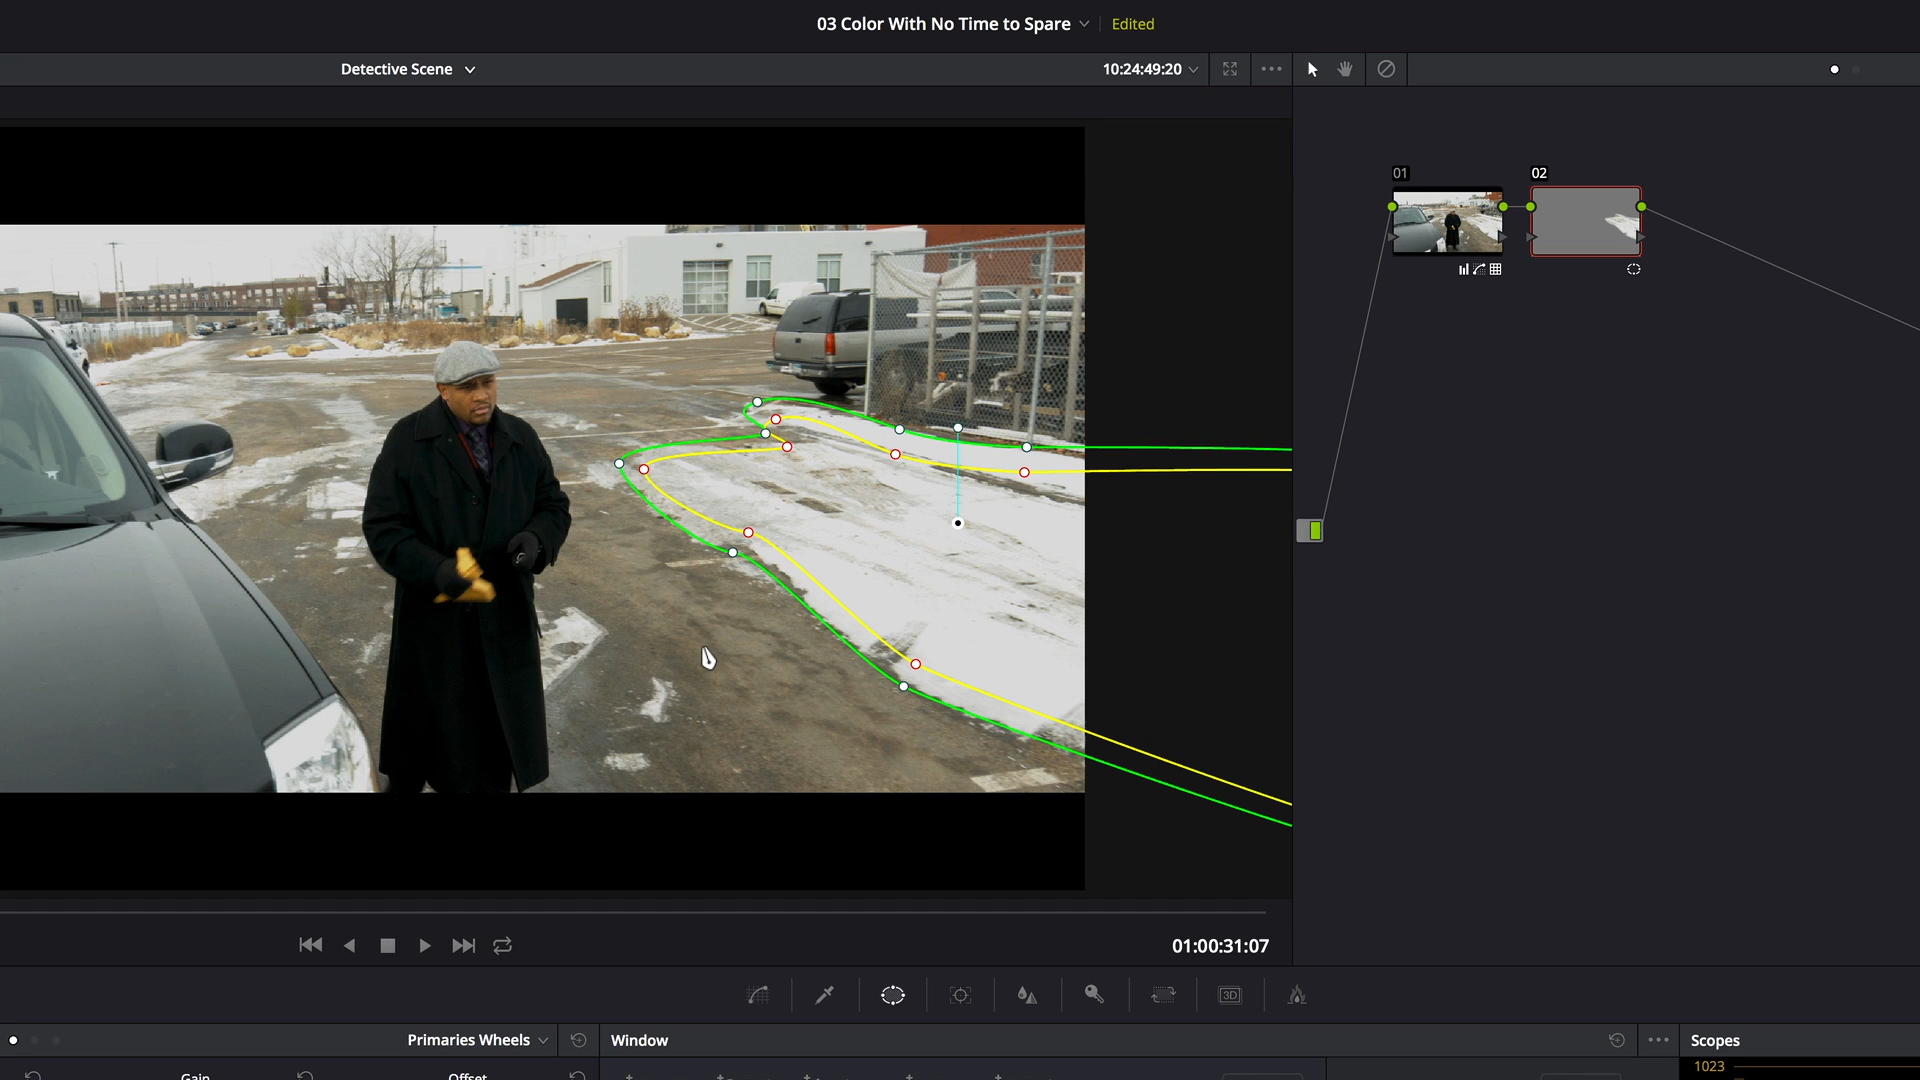 03 Color With No Time to Spare Edited
Detective Scene 10:24:49:20
01 02
01:00:31:07
3D
Primaries Wheels Window Scopes
Gain Offset 1023